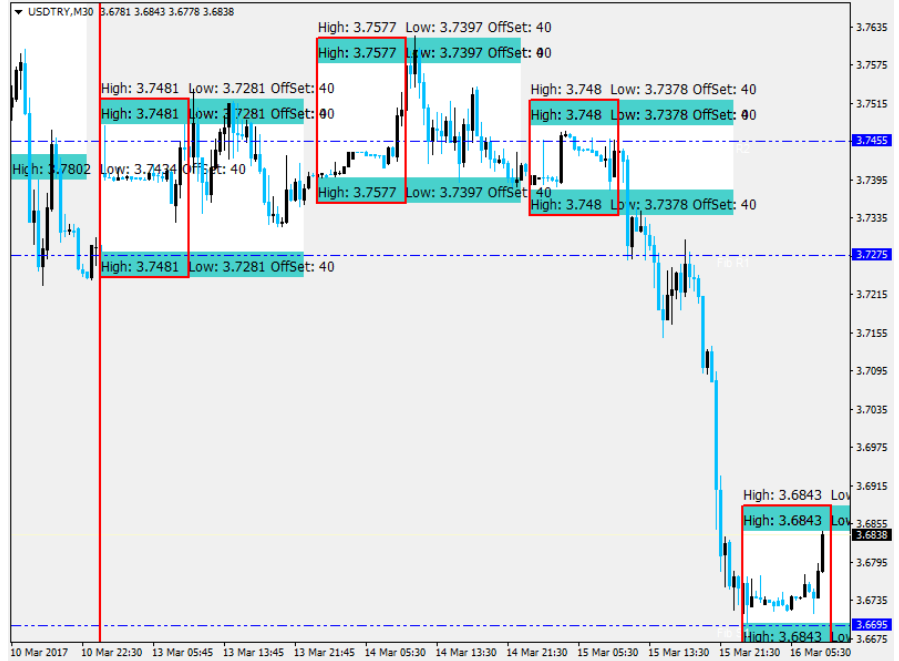 USDTRY,M30 3.6781 3.6843 3.6778 3.6838
High: 3.7577 Low: 3.7397 OffSet: 40
3.7635
High: 3.7577 Low: 3.7397 OffSet:
3.7575
High: 3.7481 Low: 3.7281 OffSet: 40
High: 3.748 Low: 3.7378 OffSet: 40
3.7515
High: 3.7481 Low: 3.7281 OffSet:
High: 3.748 Low: 3.7378 OffSet:
3.7455
High: 3.7802 Low: 3.7434 OffSet: 40
3.7395
High: 3.7577 Low: 3.7397 OffSet: 40
High: 3.748 Low: 3.7378 OffSet: 40
3.7335
3.7275
High: 3.7481 Low: 3.7281 OffSet: 40
3.7215
3.7155
3.7095
3.7035
3.6975
3.6915
High: 3.6843 Low
High: 3.6843 Low
3.6855
3.6838
3.6795
3.6735
3.6695
High: 3.6843 Low
3.6675
10 Mar 2017 10 Mar 22:30 13 Mar 05:45 13 Mar 13:45 13 Mar 22:30 14 Mar 05:30 14 Mar 13:30 14 Mar 21:30 15 Mar 05:30 15 Mar 13:30 15 Mar 21:30 16 Mar 05:30